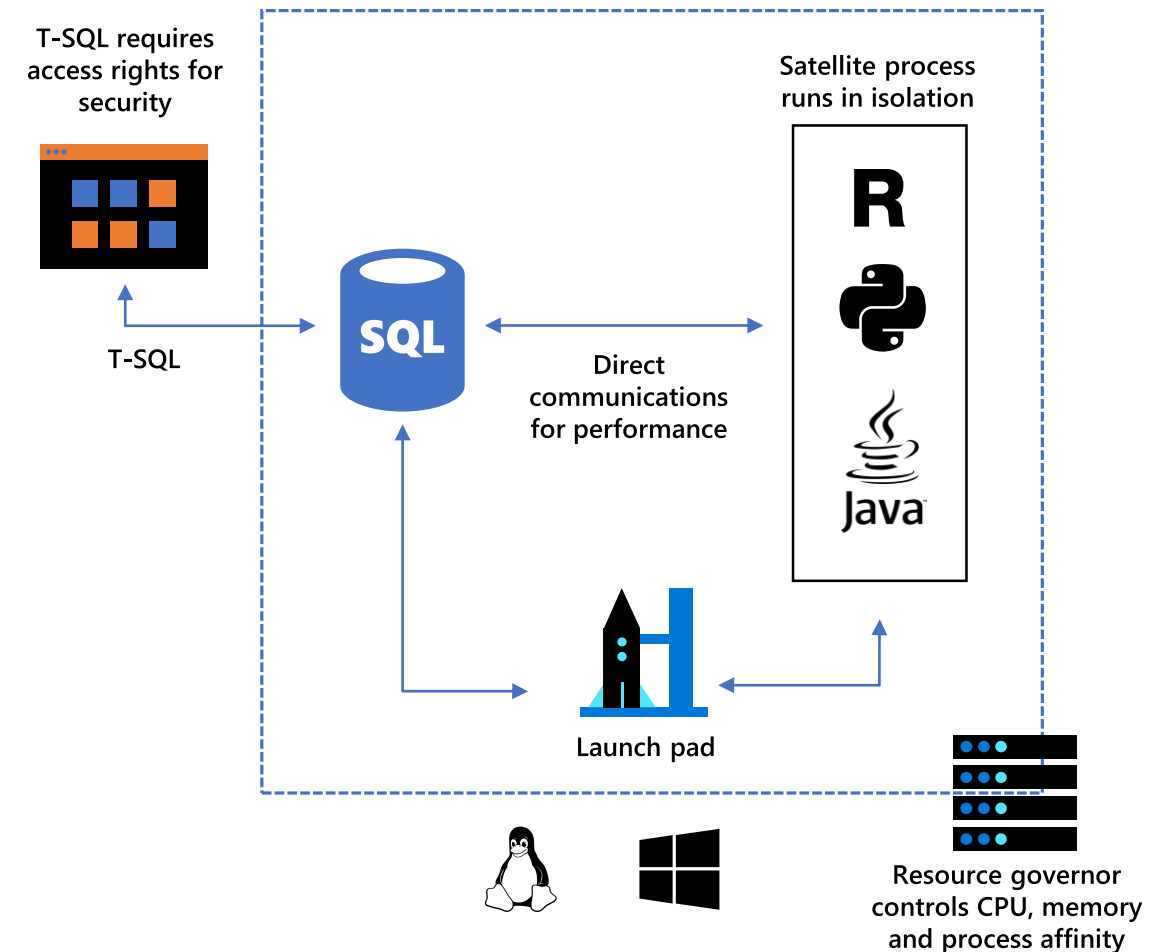 T-SQL requires
access rights for
security
T-SQL
SQL
Satellite process
runs in isolation
R
Java
Direct
communications
for performance
Launch pad
Resource governor
controls CPU, memory
and process affinity